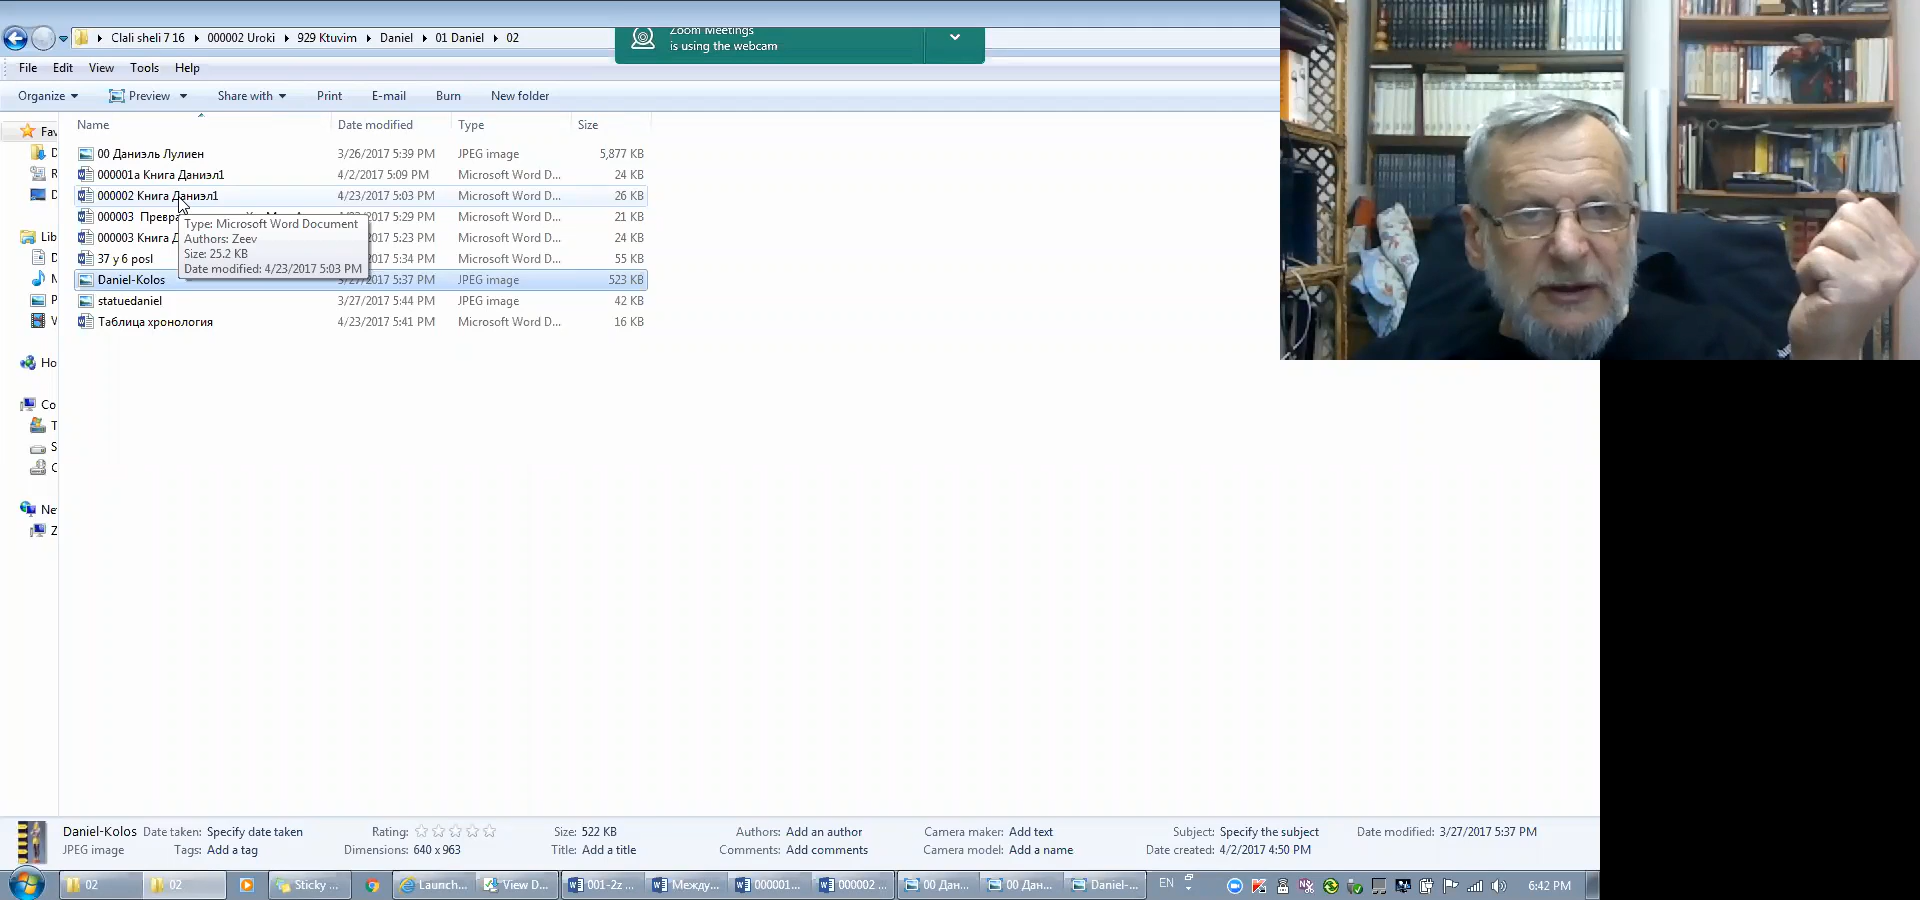 Clali sheli 7 16 000002 Uroki 929 Ktuvim Daniel 01 Daniel 02
Zoom Meetings
is using the webcam
File Edit View Tools Help
Organize Preview Share with Print E-mail Burn New folder
Name Date modified Type Size
Fav
00 Даниэль Лулиен 3/26/2017 5:39 PM JPEG image 5,877 KB
000001a Книга Даниэл1 4/2/2017 5:09 PM Microsoft Word D... 24 KB
000002 Книга Даниэл1 4/23/2017 5:03 PM Microsoft Word D... 26 KB
000003 Превра 5:29 PM Microsoft Word D... 21 KB
Type: Microsoft Word Document
Authors: Zeev
Size: 25.2 KB
Date modified: 4/23/2017 5:03 PM
Lib 000003 Книга Д 5:23 PM Microsoft Word D... 24 KB
37 y 6 posl 5:34 PM Microsoft Word D... 55 KB
Daniel-Kolos 3/27/2017 5:37 PM JPEG image 523 KB
statuedaniel 3/27/2017 5:44 PM JPEG image 42 KB
Таблица хронология 4/23/2017 5:41 PM Microsoft Word D... 16 KB
Ho
Co
Ne
Daniel-Kolos Date taken: Specify date taken Rating: Size: 522 KB Authors: Add an author Camera maker: Add text Subject: Specify the subject Date modified: 3/27/2017 5:37 PM
JPEG image Tags: Add a tag Dimensions: 640 x 963 Title: Add a title Comments: Add comments Camera model: Add a name Date created: 4/2/2017 4:50 PM
02 02 Sticky ... Launch... View D... 001-2z ... Между... 000001... 000002 ... 00 Дан... 00 Дан... Daniel-... EN 6:42 PM